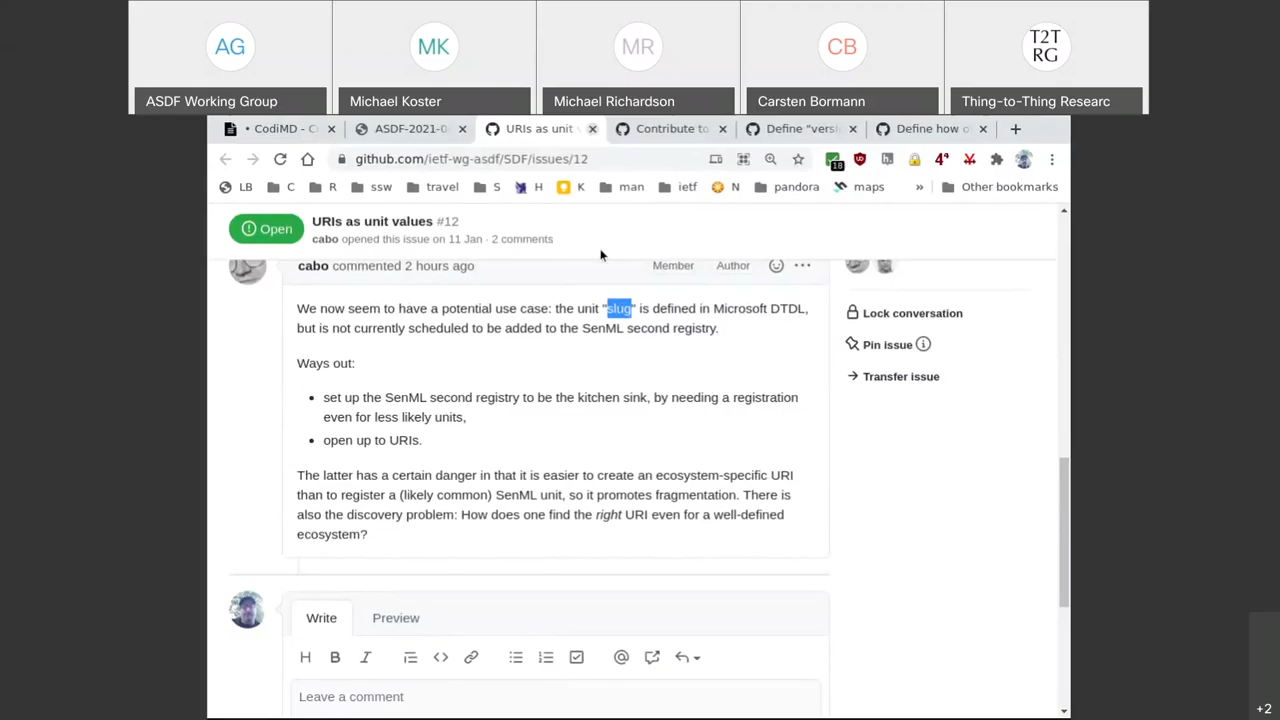 AG
MK
MR
CB
T2T
RG
ASDF Working Group
Michael Koster
Michael Richardson
Carsten Bormann
Thing-to-Thing Researc
• CodiMD - C
ASDF-2021-0
URIs as unit v
Contribute to
Define "versi
Define how o
github.com/ietf-wg-asdf/SDF/issues/12
18
4ª
LB
C
R
ssw
travel
S
H
K
man
ietf
N
pandora
maps
»
Other bookmarks
Open
URIs as unit values #12
cabo opened this issue on 11 Jan · 2 comments
cabo commented 2 hours ago
Member
Author
We now seem to have a potential use case: the unit "slug" is defined in Microsoft DTDL,
but is not currently scheduled to be added to the SenML second registry.
Ways out:
• set up the SenML second registry to be the kitchen sink, by needing a registration
even for less likely units,
• open up to URIs.
The latter has a certain danger in that it is easier to create an ecosystem-specific URI
than to register a (likely common) SenML unit, so it promotes fragmentation. There is
also the discovery problem: How does one find the right URI even for a well-defined
ecosystem?
Lock conversation
Pin issue
Transfer issue
Write
Preview
H B I
Leave a comment
+2